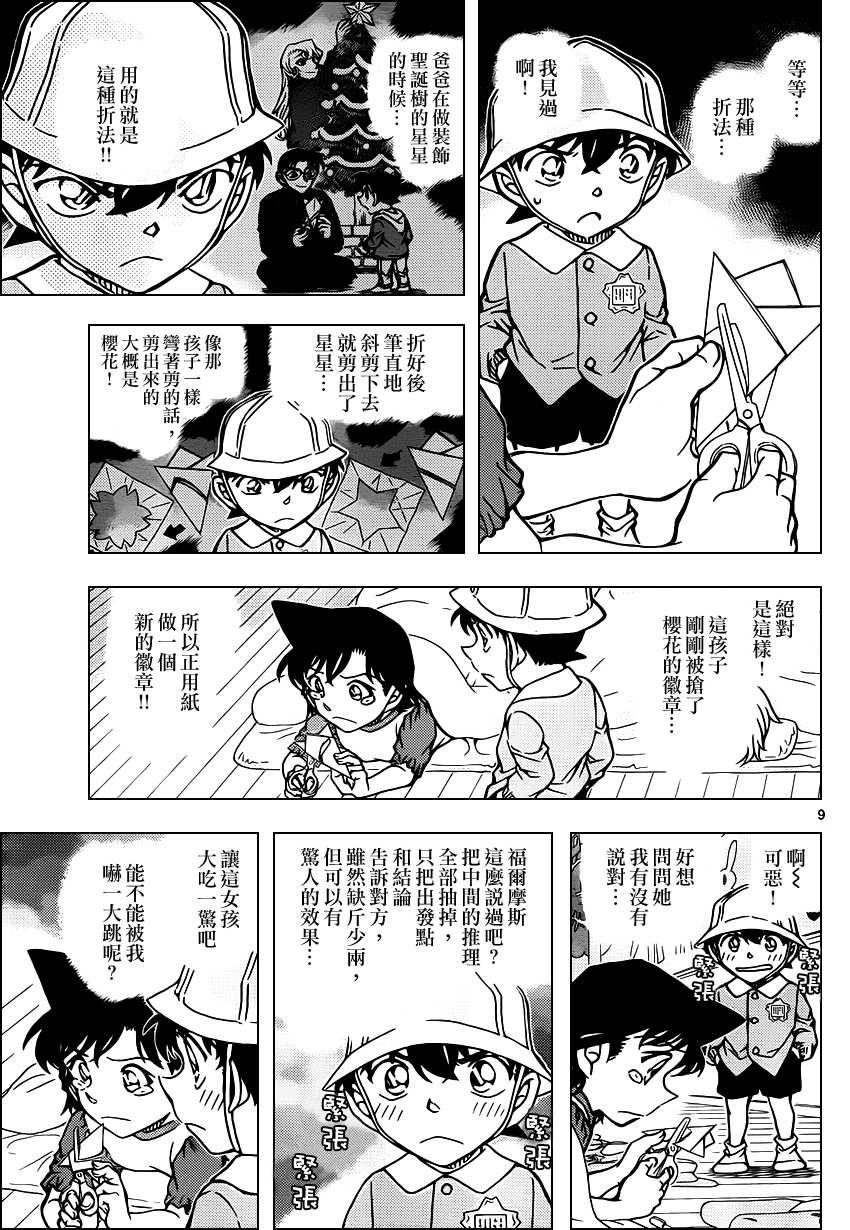 等等…
那種
折法…
我見過
啊！
爸爸在做裝飾
聖誕樹的星星
的時候…
用的就是
這種折法!!
折好後
筆直地
斜剪下去
就剪出了
星星…
像那
孩子一樣
彎著剪的話，
剪出來的
大概是
櫻花！
絕對
是這樣！
這孩子
剛剛被搶了
櫻花的徽章…
所以正用紙
做一個
新的徽章!!
9
啊～
可惡！
好想
問問她
我有沒有
說對…
緊張
緊張
福爾摩斯
這麼說過吧？
把中間的推理
全部抽掉，
只把出發點
和結論
告訴對方，
雖然缺斤少兩，
但可以有
驚人的效果…
緊張
緊張
緊張
讓這女孩
大吃一驚吧
能不能被我
嚇一大跳呢？